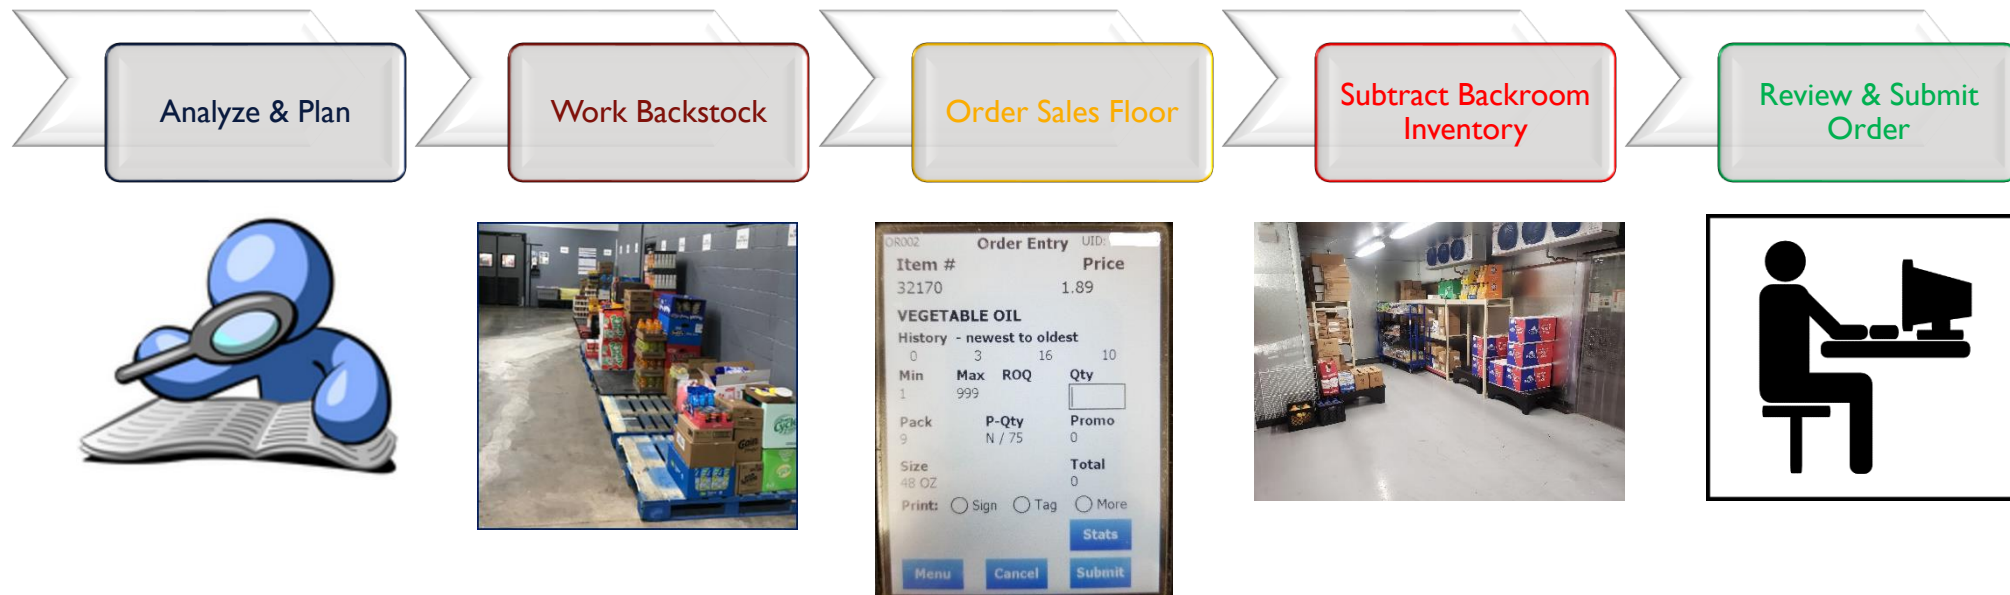 Analyze & Plan
Work Backstock
Order Sales Floor
Subtract Backroom
Inventory
Review & Submit
Order
OR002 Order Entry UID:
Item # Price
32170 1.89
VEGETABLE OIL
History - newest to oldest
0 3 16 10
Min Max ROQ Qty
1 999
Pack P-Qty Promo
9 N / 75 0
Size Total
48 OZ 0
Print: Sign Tag More
Stats
Menu Cancel Submit
Gain